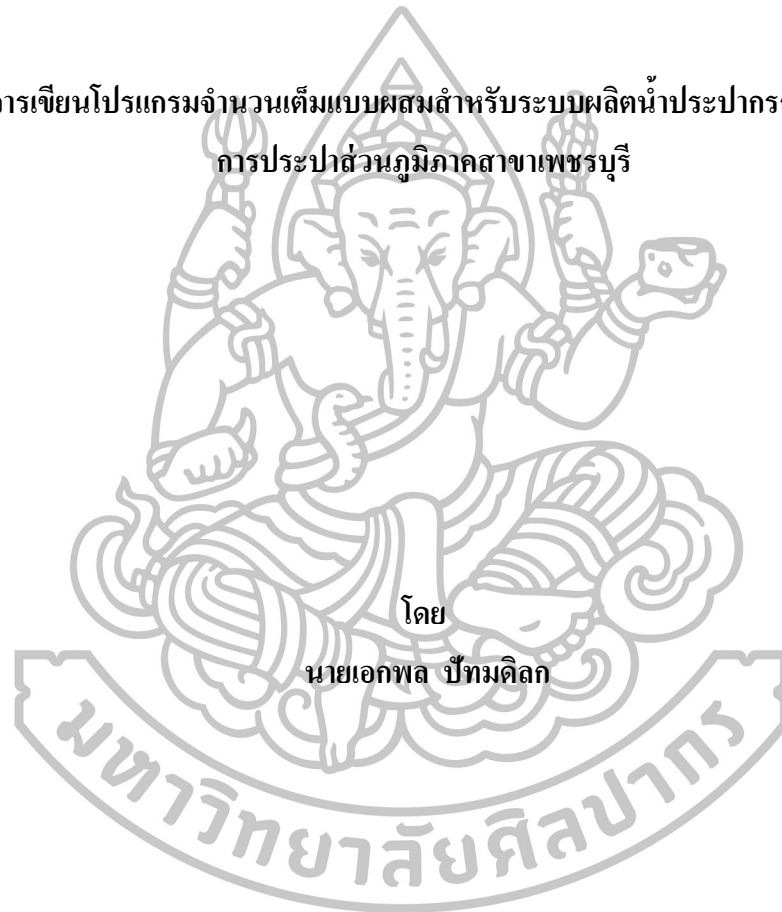 การเขียนโปรแกรมจำนวนเต็มแบบผสมสำหรับระบบผลิตน้ำประปา
การประปาส่วนภูมิภาคสาขาเพชรบุรี
โดย
นายเอกพล ปัทมดิลก
มหาวิทยาลัยศิลปากร